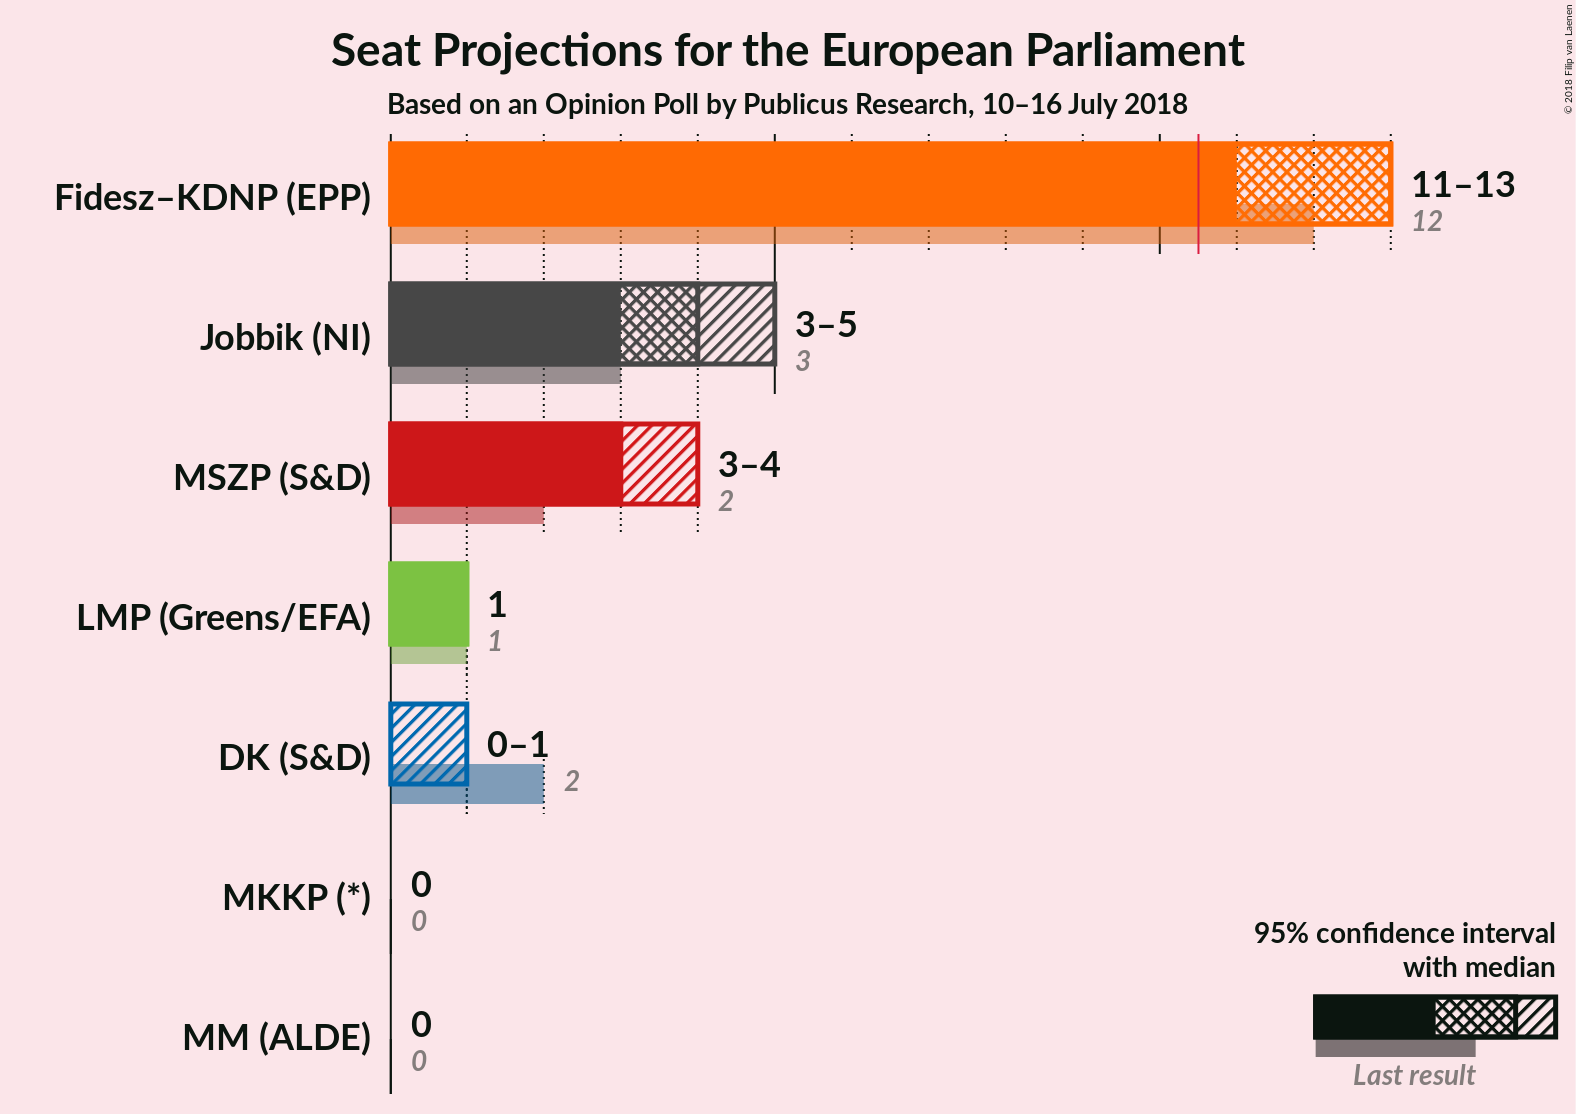 Seat Projections for the European Parliament
Based on an Opinion Poll by Publicus Research, 10–16 July 2018
© 2018 Filip van Laenen
Fidesz–KDNP (EPP)
11–13
12
Jobbik (NI)
3–5
3
MSZP (S&D)
3–4
2
LMP (Greens/EFA)
1
1
DK (S&D)
0–1
2
MKKP (*)
0
0
MM (ALDE)
0
0
95% confidence interval
with median
Last result